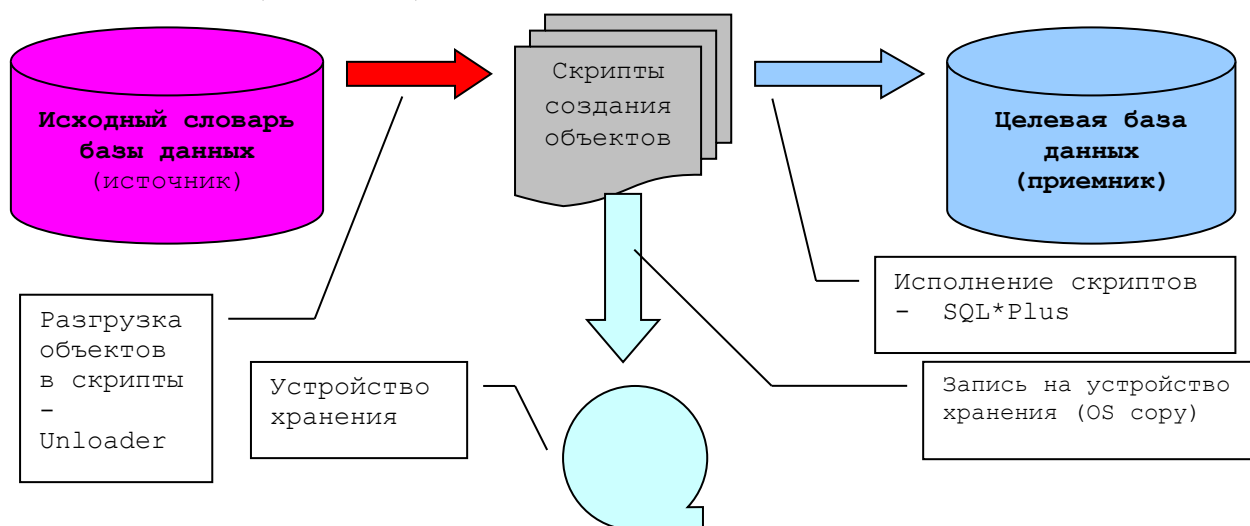 Исходный словарь
базы данных
(источник)
Скрипты
создания
объектов
Целевая база
данных
(приемник)
Разгрузка
объектов
в скрипты
-
Unloader
Устройство
хранения
Исполнение скриптов
- SQL*Plus
Запись на устройство
хранения (OS copy)